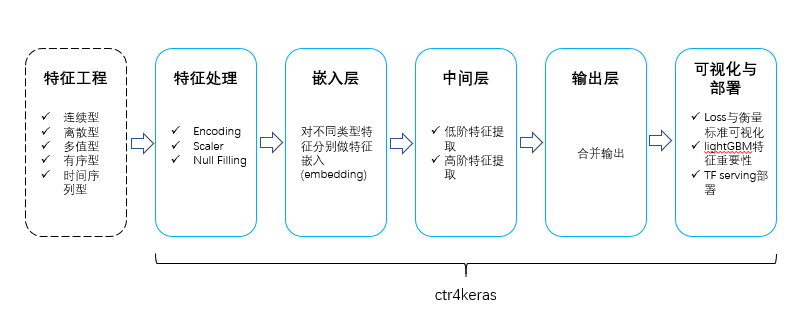 特征工程
✓ 连续型
✓ 离散型
✓ 多值型
✓ 有序型
✓ 时间序
列型
特征处理
✓ Encoding
✓ Scaler
✓ Null Filling
嵌入层
对不同类型特
征分别做特征
嵌入
(embedding)
中间层
✓ 低阶特征提
取
✓ 高阶特征提
取
输出层
合并输出
可视化与
部署
✓ Loss与衡量
标准可视化
✓ lightGBM特
征重要性
✓ TF serving部
署
ctr4keras